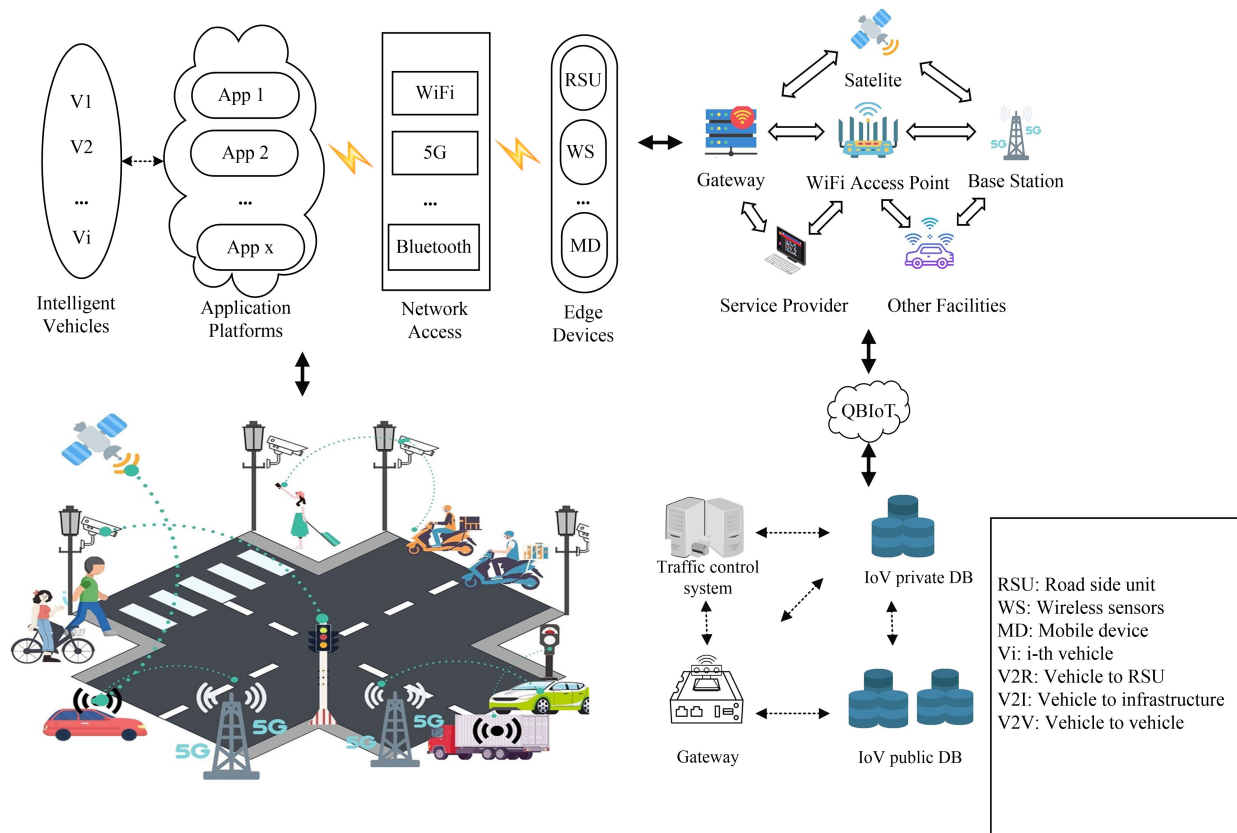 V1
V2
...
Vi
Intelligent
Vehicles
App 1
App 2
...
App x
Application
Platforms
WiFi
5G
...
Bluetooth
Network
Access
RSU
WS
...
MD
Edge
Devices
Satelite
Gateway
WiFi Access Point
5G
5G
Base Station
Service Provider
Other Facilities
QBIoT
Traffic control
system
IoV private DB
Gateway
IoV public DB
5G
5G
5G
5G
RSU: Road side unit
WS: Wireless sensors
MD: Mobile device
Vi: i-th vehicle
V2R: Vehicle to RSU
V2I: Vehicle to infrastructure
V2V: Vehicle to vehicle